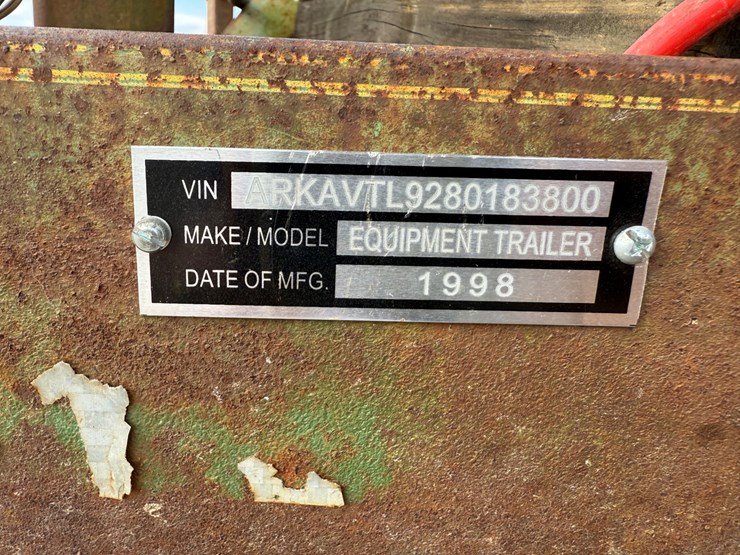 VIN ARKAVTL9280183800
MAKE / MODEL EQUIPMENT TRAILER
DATE OF MFG. 1998